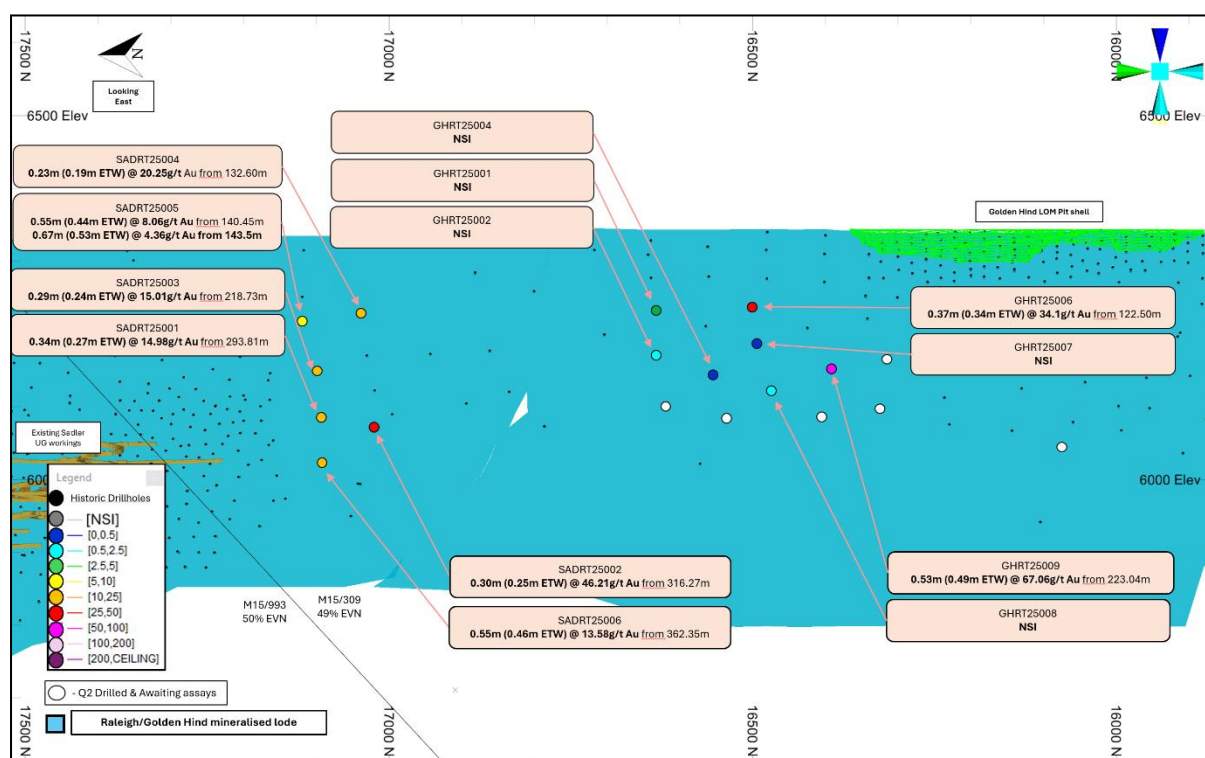 17500 N
17000 N
16500 N
16000 N
N
Looking
East
6500 Elev
6500 Elev
GHRT25004
NSI
SADRT25004
0.23m (0.19m ETW) @ 20.25g/t Au from 132.60m
GHRT25001
NSI
SADRT25005
0.55m (0.44m ETW) @ 8.06g/t Au from 140.45m
0.67m (0.53m ETW) @ 4.36g/t Au from 143.5m
GHRT25002
NSI
Golden Hind LOM Pit shell
SADRT25003
0.29m (0.24m ETW) @ 15.01g/t Au from 218.73m
GHRT25006
0.37m (0.34m ETW) @ 34.1g/t Au from 122.50m
SADRT25001
0.34m (0.27m ETW) @ 14.98g/t Au from 293.81m
GHRT25007
NSI
Existing Sedler
UG workings
6000 Elev
6000 Elev
Legend
Historic Drillholes
[NSI]
[0,0.5]
[0.5,2.5]
[2.5,5]
[5,10]
[10,25]
[25,50]
[50,100]
[100,200]
[200,CEILING]
SADRT25002
0.30m (0.25m ETW) @ 46.21g/t Au from 316.27m
GHRT25009
0.53m (0.49m ETW) @ 67.06g/t Au from 223.04m
M15/993
50% EVN
M15/309
49% EVN
SADRT25006
0.55m (0.46m ETW) @ 13.58g/t Au from 362.35m
GHRT25008
NSI
- Q2 Drilled & Awaiting assays
Raleigh/Golden Hind mineralised lode
17500 N
17000 N
16500 N
16000 N